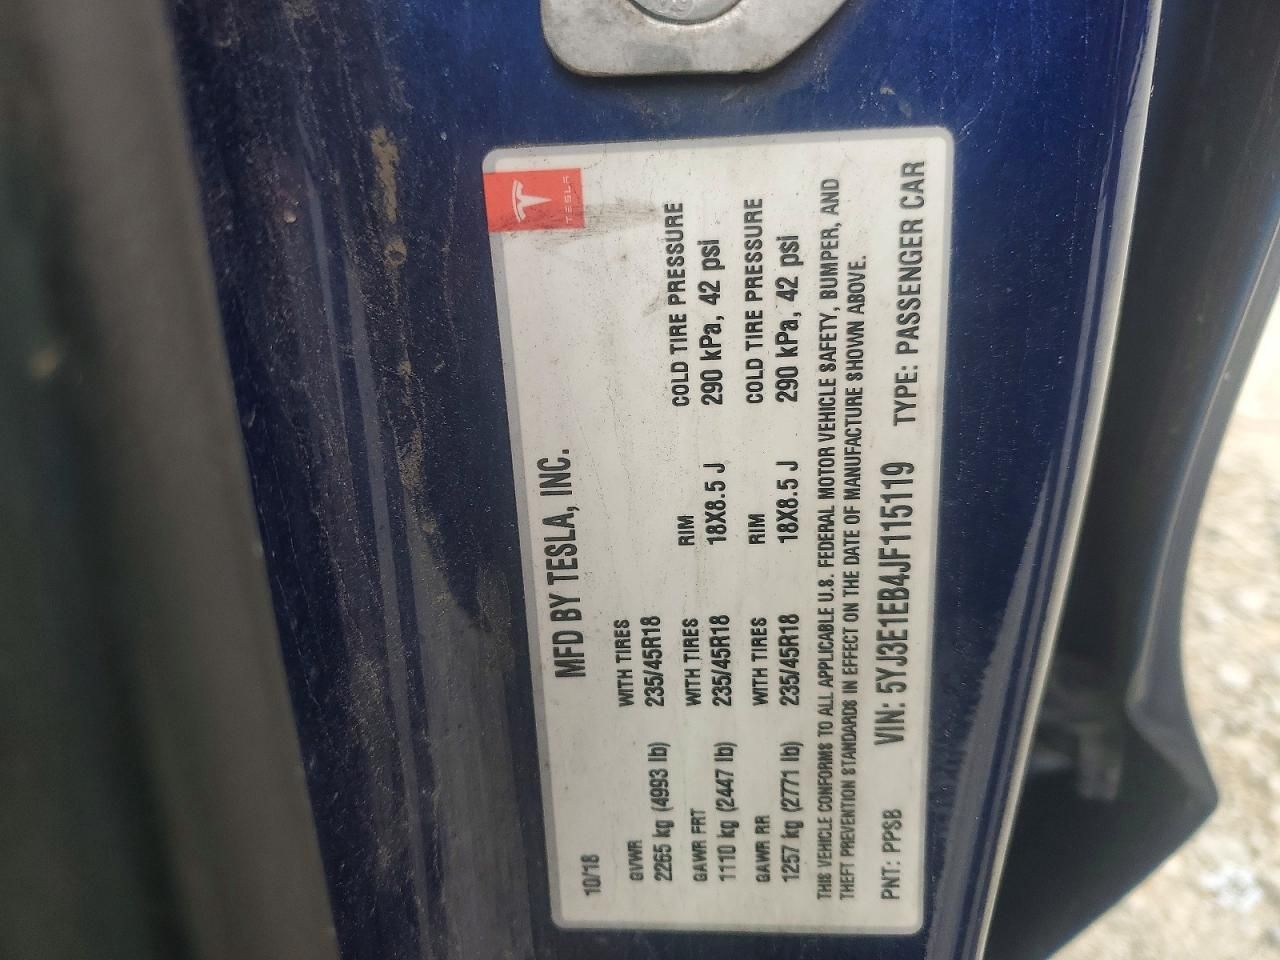 TESLA
10/18 MFD BY TESLA, INC.
GVWR WITH TIRES
2265 kg (4993 lb) 235/45R18
GAWR FRT WITH TIRES RIM COLD TIRE PRESSURE
1110 kg (2447 lb) 235/45R18 18X8.5 J 290 kPa, 42 psi
GAWR RR WITH TIRES RIM COLD TIRE PRESSURE
1257 kg (2771 lb) 235/45R18 18X8.5 J 290 kPa, 42 psi
THIS VEHICLE CONFORMS TO ALL APPLICABLE U.S. FEDERAL MOTOR VEHICLE SAFETY, BUMPER, AND
THEFT PREVENTION STANDARDS IN EFFECT ON THE DATE OF MANUFACTURE SHOWN ABOVE.
PNT: PPSB VIN: 5YJ3E1EB4JF115119 TYPE: PASSENGER CAR